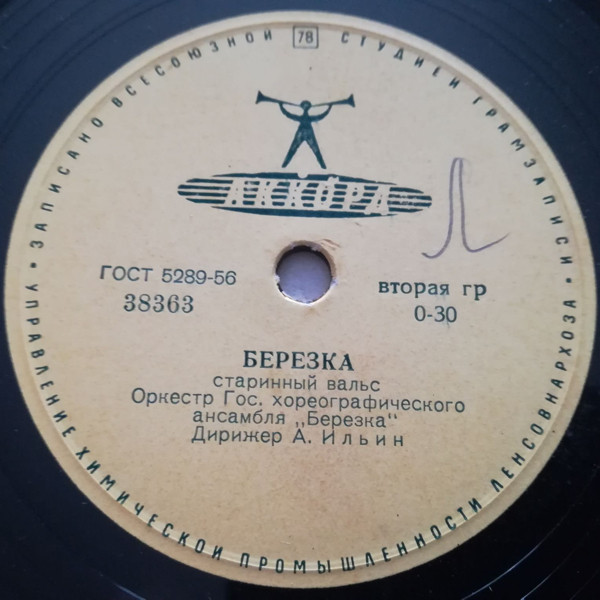 ЗАПИСАНО ВСЕСОЮЗНОЙ 78 СТУДИЕЙ ГРАМЗАПИСИ
АККОРД
Л
ГОСТ 5289-56
38363
вторая гр
0-30
БЕРЕЗКА
старинный вальс
Оркестр Гос. хореографического
ансамбля „Березка"
Дирижер А. Ильин
УПРАВЛЕНИЕ ХИМИЧЕСКОЙ ПРОМЫШЛЕННОСТИ ЛЕНСОВНАРХОЗА